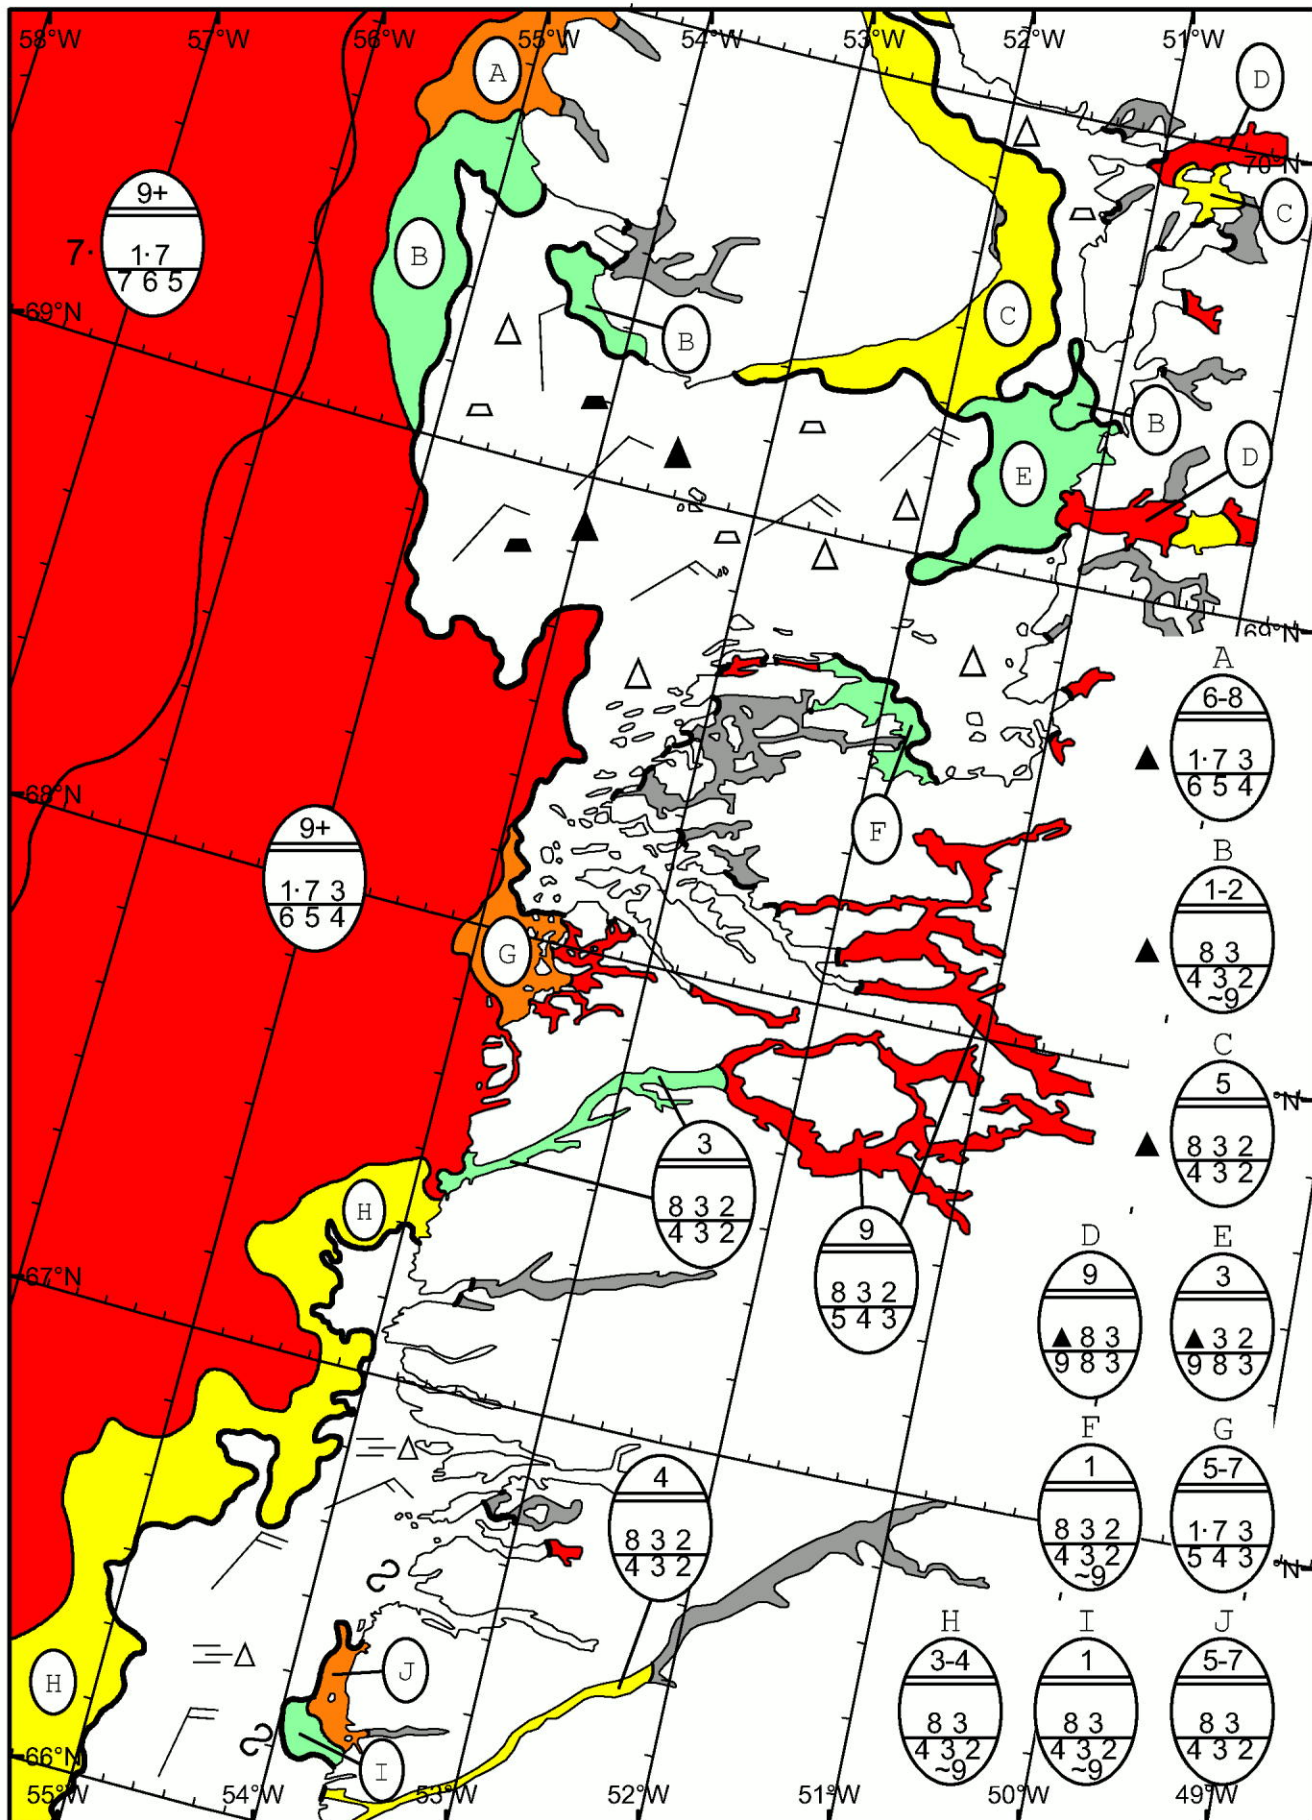 58°W 57°W 56°W 55°W 54°W 53°W 52°W 51°W
A
D
70°N
9+
7·
1·7
7 6 5
C
B
69°N
C
B
B
D
E
69°N
A
6-8
1·7 3
6 5 4
68°N
9+
1·7 3
6 5 4
F
B
1-2
8 3
4 3 2
~9
G
C
5
8 3 2
4 3 2
°N
3
8 3 2
4 3 2
H
9
8 3 2
5 4 3
D
9
8 3
9 8 3
E
3
3 2
9 8 3
67°N
F
1
8 3 2
4 3 2
~9
G
5-7
1·7 3
5 4 3
4
8 3 2
4 3 2
°N
H
3-4
8 3
4 3 2
~9
I
1
8 3
4 3 2
~9
J
5-7
8 3
4 3 2
J
H
I
66°N
55°W 54°W 53°W 52°W 51°W 50°W 49°W